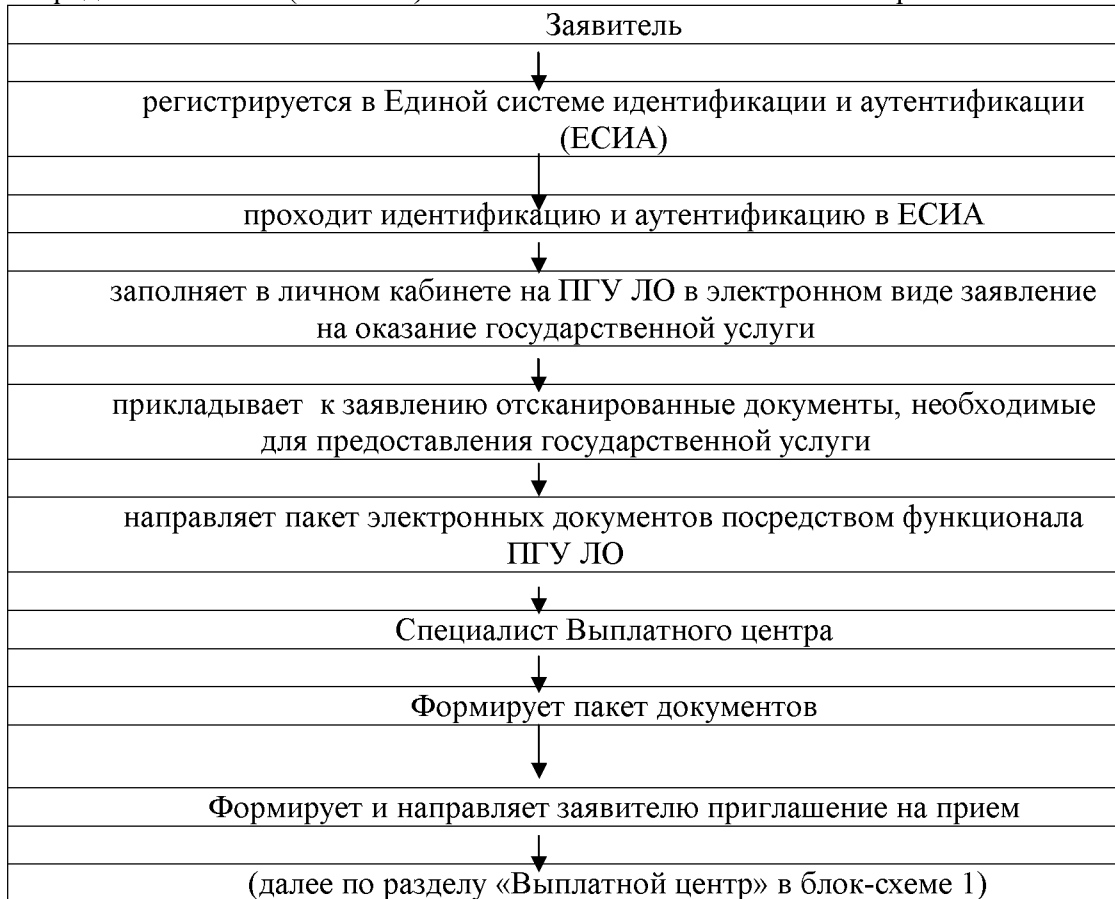 Заявитель
регистрируется в Единой системе идентификации и аутентификации
(ЕСИА)
проходит идентификацию и аутентификацию в ЕСИА
заполняет в личном кабинете на ПГУ ЛО в электронном виде заявление
на оказание государственной услуги
прикладывает к заявлению отсканированные документы, необходимые
для предоставления государственной услуги
направляет пакет электронных документов посредством функционала
ПГУ ЛО
Специалист Выплатного центра
Формирует пакет документов
Формирует и направляет заявителю приглашение на прием
(далее по разделу «Выплатной центр» в блок-схеме 1)